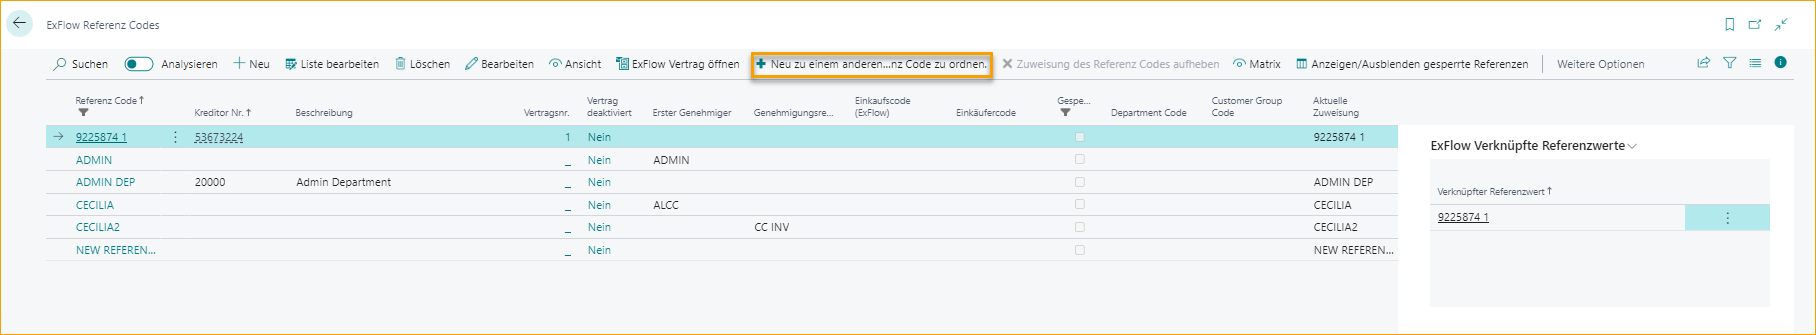 ExFlow Referenz Codes
Suchen Analysieren Neu Liste bearbeiten Löschen Bearbeiten Ansicht ExFlow Vertrag öffnen Neu zu einem anderen...nz Code zu ordnen. Zuweisung des Referenz Codes aufheben Matrix Anzeigen/Ausblenden gesperrte Referenzen Weitere Optionen
Referenz Code↑ Kreditor Nr.↑ Beschreibung Vertragsnr. Vertrag deaktiviert Erster Genehmiger Genehmigungsre... Einkaufscode (ExFlow) Einkäufercode Gespe... Department Code Customer Group Code Aktuelle Zuweisung
9225874 1 53673224 1 Nein 9225874 1
ADMIN _ Nein ADMIN
ADMIN DEP 20000 Admin Department _ Nein ADMIN DEP
CECILIA _ Nein ALCC CECILIA
CECILIA2 _ Nein CC INV CECILIA2
NEW REFEREN... _ Nein NEW REFEREN...
ExFlow Verknüpfte Referenzwerte
Verknüpfter Referenzwert↑
9225874 1